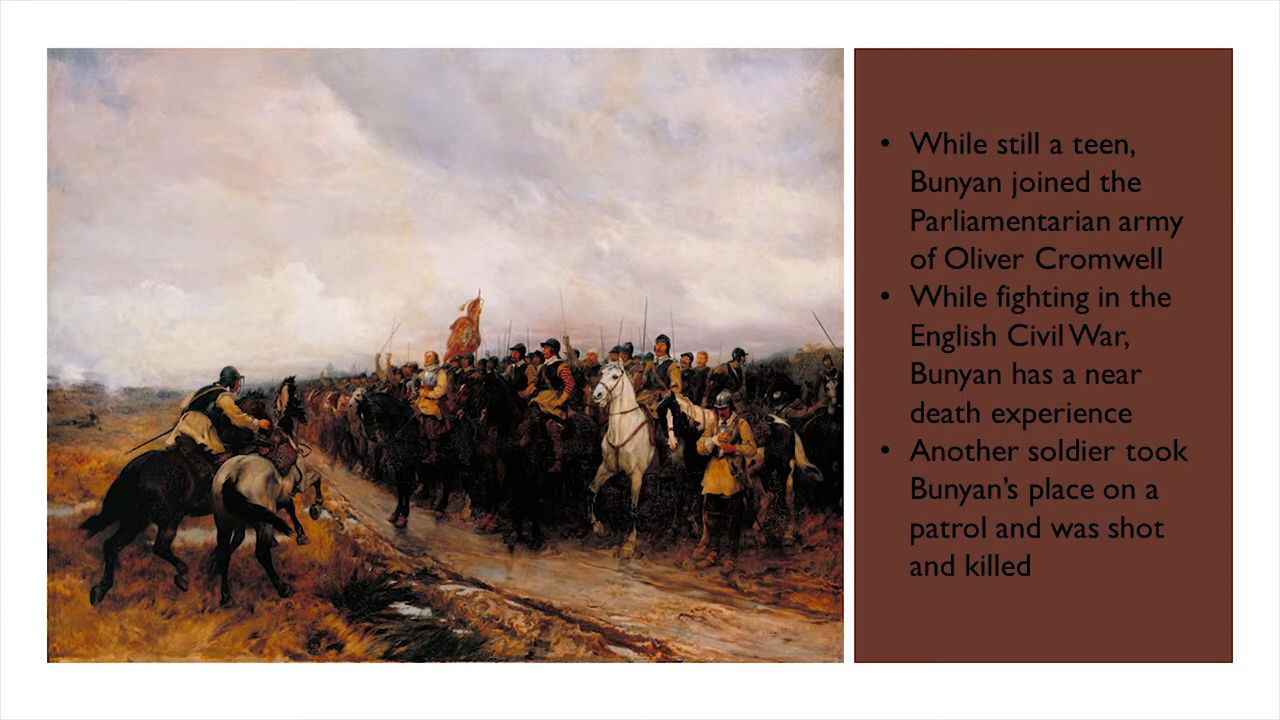 • While still a teen,
Bunyan joined the
Parliamentarian army
of Oliver Cromwell
• While fighting in the
English Civil War,
Bunyan has a near
death experience
• Another soldier took
Bunyan’s place on a
patrol and was shot
and killed